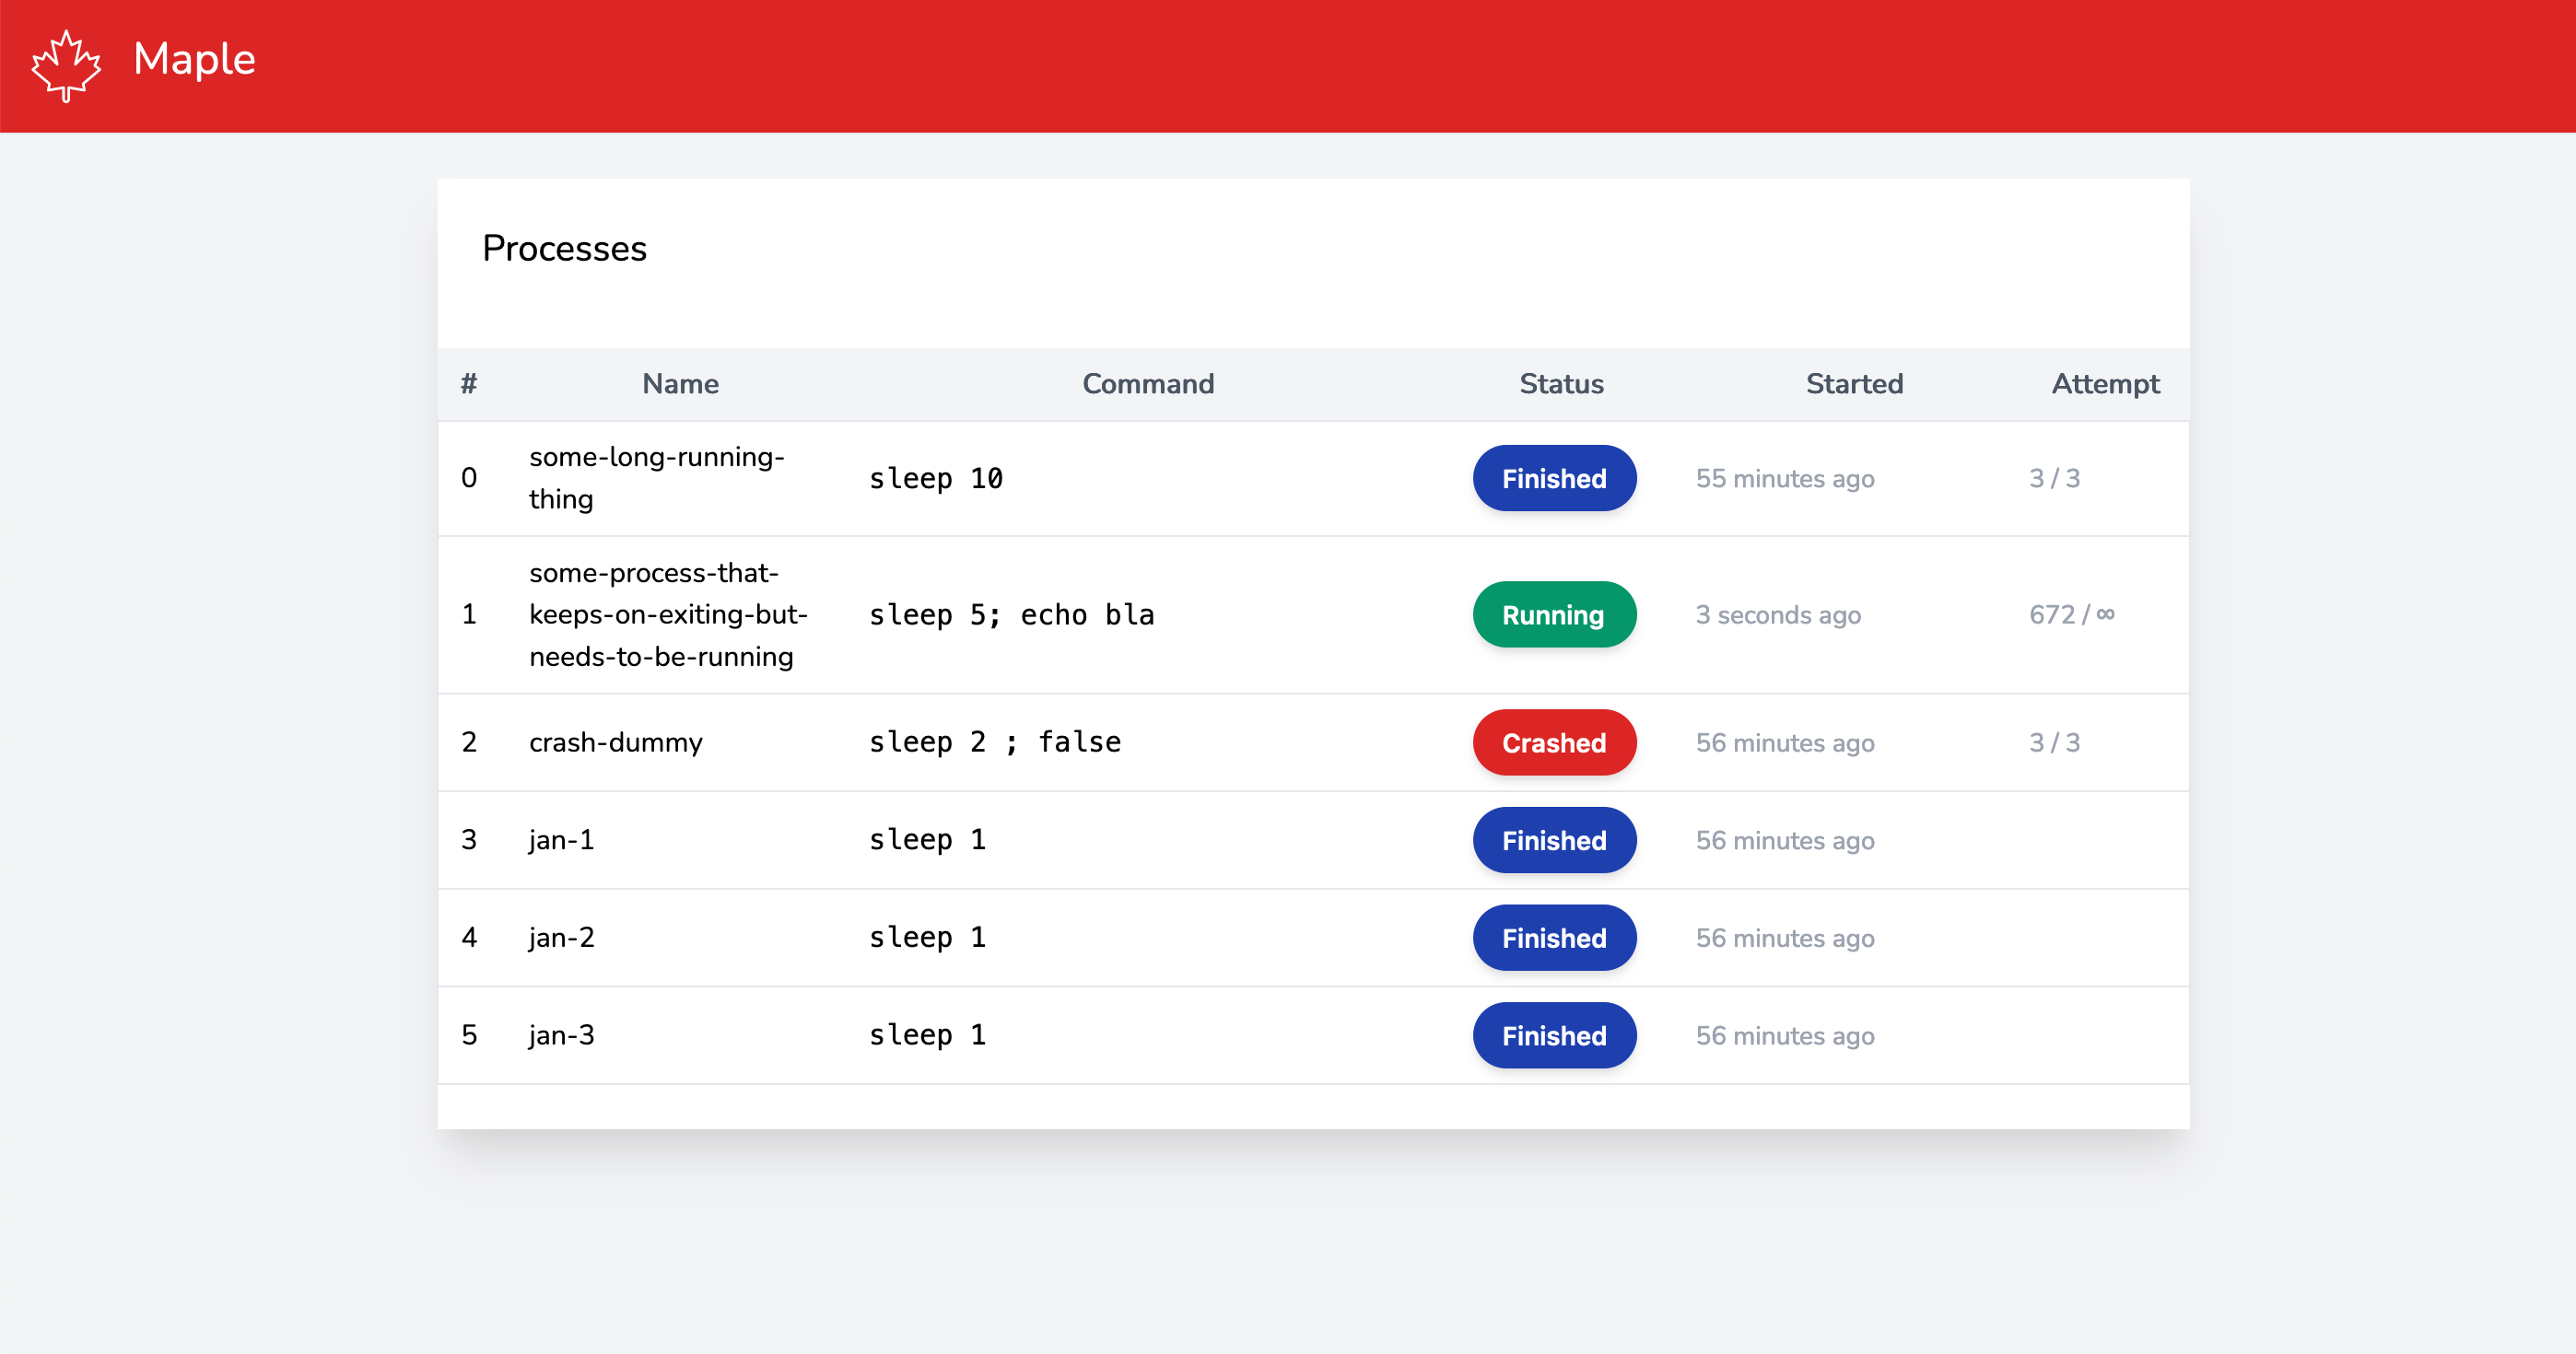 Maple
Processes
# Name Command Status Started Attempt
0 some-long-running-
thing sleep 10 Finished 55 minutes ago 3 / 3
1 some-process-that-
keeps-on-exiting-but-
needs-to-be-running sleep 5; echo bla Running 3 seconds ago 672 / ∞
2 crash-dummy sleep 2 ; false Crashed 56 minutes ago 3 / 3
3 jan-1 sleep 1 Finished 56 minutes ago
4 jan-2 sleep 1 Finished 56 minutes ago
5 jan-3 sleep 1 Finished 56 minutes ago